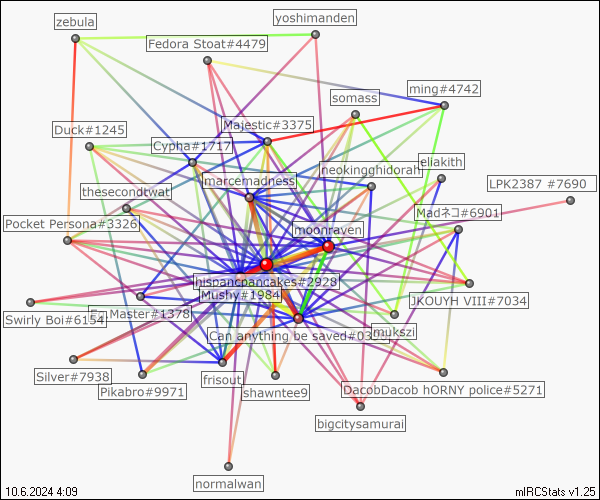 zebula
yoshimanden
Fedora Stoat#4479
ming#4742
somass
Majestic#3375
Duck#1245
Cypha#1717
eliakith
neokingghidorah
marcemadness
LPK2387 #7690
thesecondtwat
Madネコ#6901
Pocket Persona#3326
moonraven
hispancpancakes#2928
Mushy#1984
JKOUYH VIII#7034
Master#1378
Swirly Boi#6154
Can anything be saved#03
mukszi
Silver#7938
frisout
Pikabro#9971
shawntee9
DacobDacob hORNY police#5271
bigcitysamurai
normalwan
10.6.2024 4:09
mIRCStats v1.25